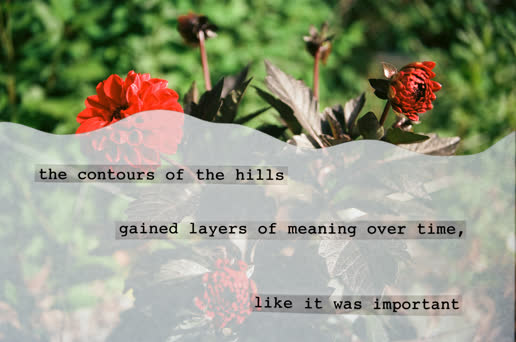 the contours of the hills
gained layers of meaning over time,
like it was important